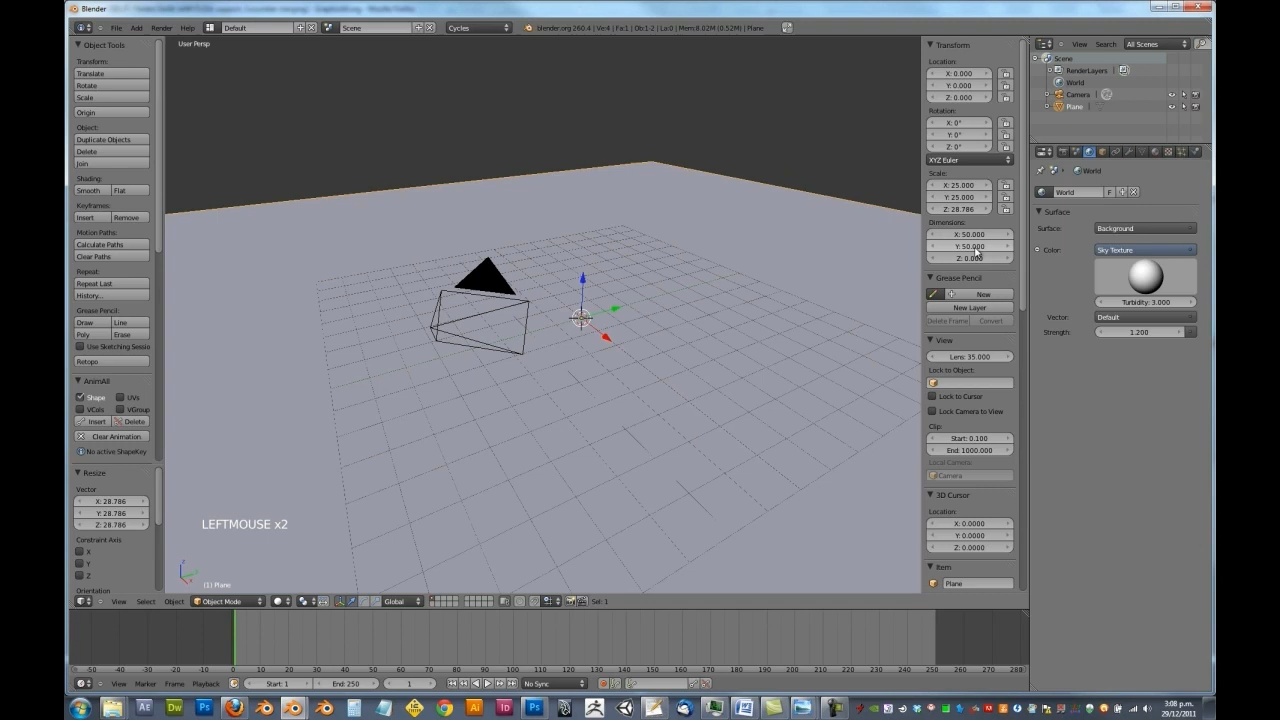 Blender
File Add Render Help Default Scene Cycles blender.org 260.4 | Ve:4 | Fa:1 | Ob:1-2 | La:0 | Mem:8.02M (0.52M) | Plane
Object Tools
Transform:
Translate
Rotate
Scale
Origin
Object:
Duplicate Objects
Delete
Join
Shading:
Smooth Flat
Keyframes:
Insert Remove
Motion Paths:
Calculate Paths
Clear Paths
Repeat:
Repeat Last
History...
Grease Pencil:
Draw Line
Poly Erase
Use Sketching Sessio
Retopo
AnimAll
Shape UVs
VCols VGroup
Insert Delete
Clear Animation
No active ShapeKey
Resize
Vector
X: 28.786
Y: 28.786
Z: 28.786
Constraint Axis
X
Y
Z
Orientation
User Persp
LEFTMOUSE x2
(1) Plane
Transform
Location:
X: 0.000
Y: 0.000
Z: 0.000
Rotation:
X: 0°
Y: 0°
Z: 0°
XYZ Euler
Scale:
X: 25.000
Y: 25.000
Z: 28.786
Dimensions:
X: 50.000
Y: 50.000
Z: 0.000
Grease Pencil
New
New Layer
Delete Frame Convert
View
Lens: 35.000
Lock to Object:
Lock to Cursor
Lock Camera to View
Clip:
Start: 0.100
End: 1000.000
Local Camera:
Camera
3D Cursor
Location:
X: 0.0000
Y: 0.0000
Z: 0.0000
Item
Plane
View Search All Scenes
Scene
RenderLayers
World
Camera
Plane
World
World F
Surface
Surface: Background
Color: Sky Texture
Turbidity: 3.000
Vector: Default
Strength: 1.200
View Select Object Object Mode Global Sel: 1
-50 -40 -30 -20 -10 0 10 20 30 40 50 60 70 80 90 100 110 120 130 140 150 160 170 180 190 200 210 220 230 240 250 260 270 280
View Marker Frame Playback Start: 1 End: 250 1 No Sync
3:08 p.m.
29/12/2011